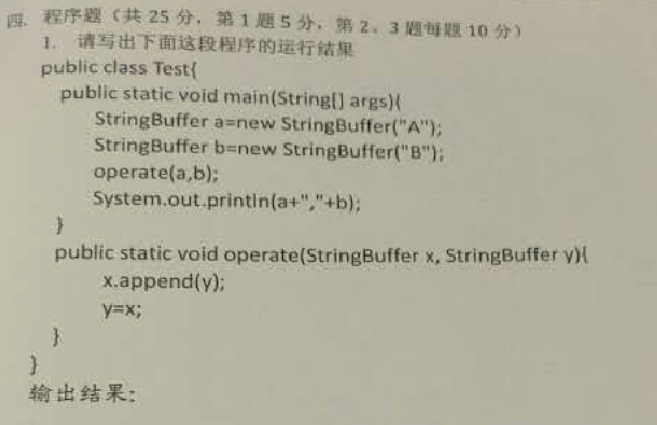 四. 程序题（共 25 分，第 1 题 5 分，第 2、3 题每题 10 分）
1. 请写出下面这段程序的运行结果
public class Test{
public static void main(String[] args){
StringBuffer a=new StringBuffer("A");
StringBuffer b=new StringBuffer("B");
operate(a,b);
System.out.println(a+","+b);
}
public static void operate(StringBuffer x, StringBuffer y){
x.append(y);
y=x;
}
}
输出结果：